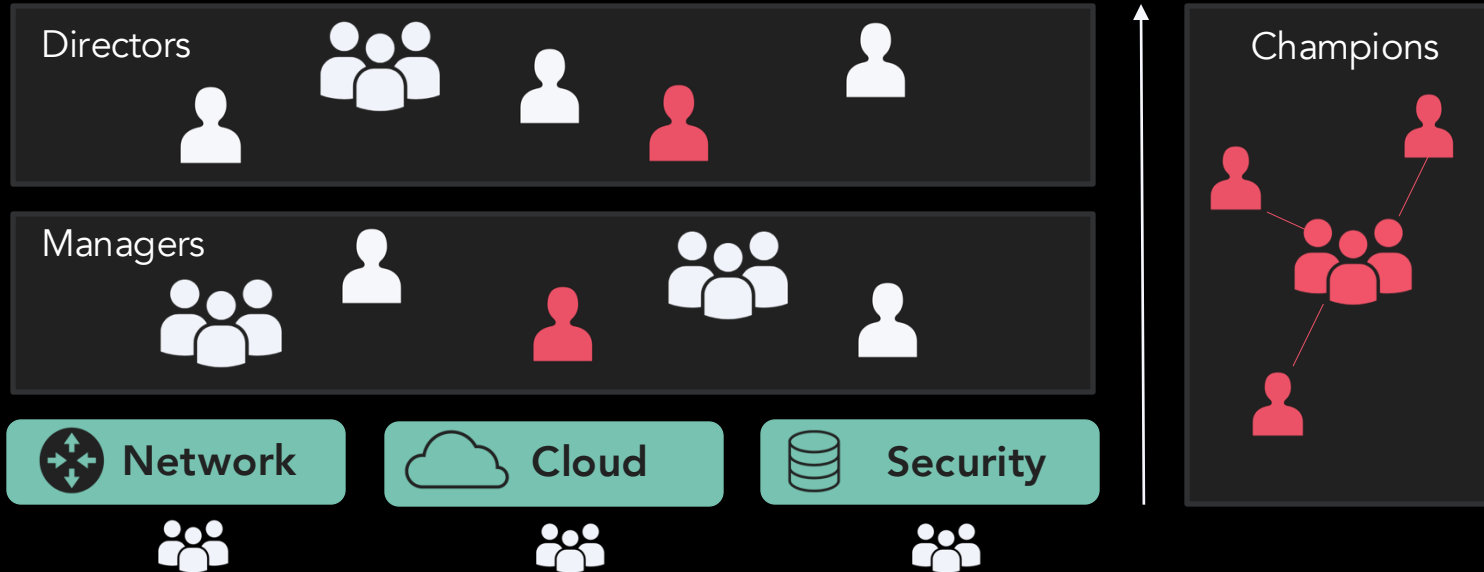 Directors
Champions
Managers
Network
Cloud
Security